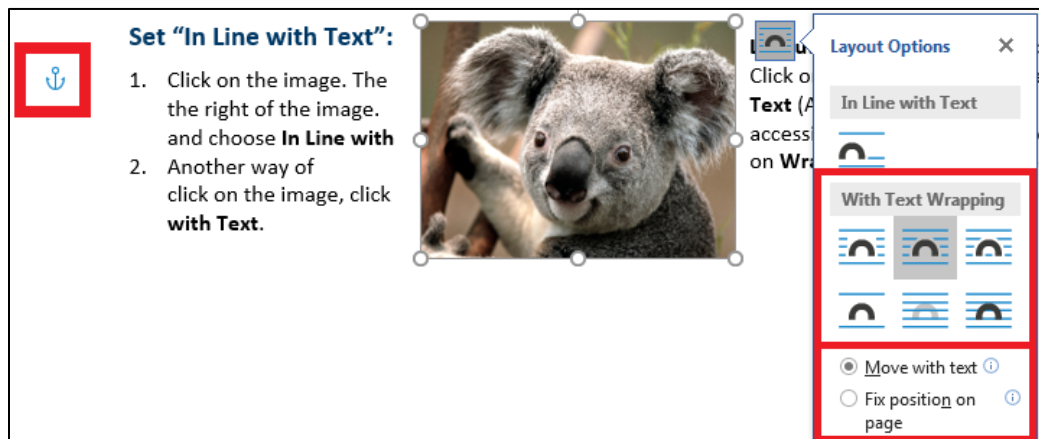 Set “In Line with Text”:
1. Click on the image. The
the right of the image.
and choose In Line with
2. Another way of
click on the image, click
with Text.
Click o
Text (A
accessi
on Wra
Layout Options
In Line with Text
With Text Wrapping
Move with text
Fix position on
page